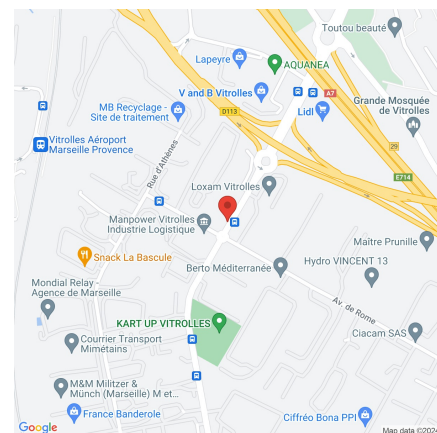 Toutou beauté
Lapeyre
AQUANEA
V and B Vitrolles
A7
MB Recyclage -
Site de traitement
D113
Lidl
Grande Mosquée
de Vitrolles
Vitrolles Aéroport
Marseille Provence
29
Rue d'Athènes
E714
Loxam Vitrolles
Manpower Vitrolles
Industrie Logistique
Maître Prunille
Snack La Bascule
Berto Méditerranée
Hydro VINCENT 13
Mondial Relay -
Agence de Marseille
Av. de Rome
KART UP VITROLLES
Ciacam SAS
Courrier Transport
Mimétains
M&M Militzer &
Münch (Marseille) M et...
France Banderole
Ciffréo Bona PPI
Google
Map data ©2024